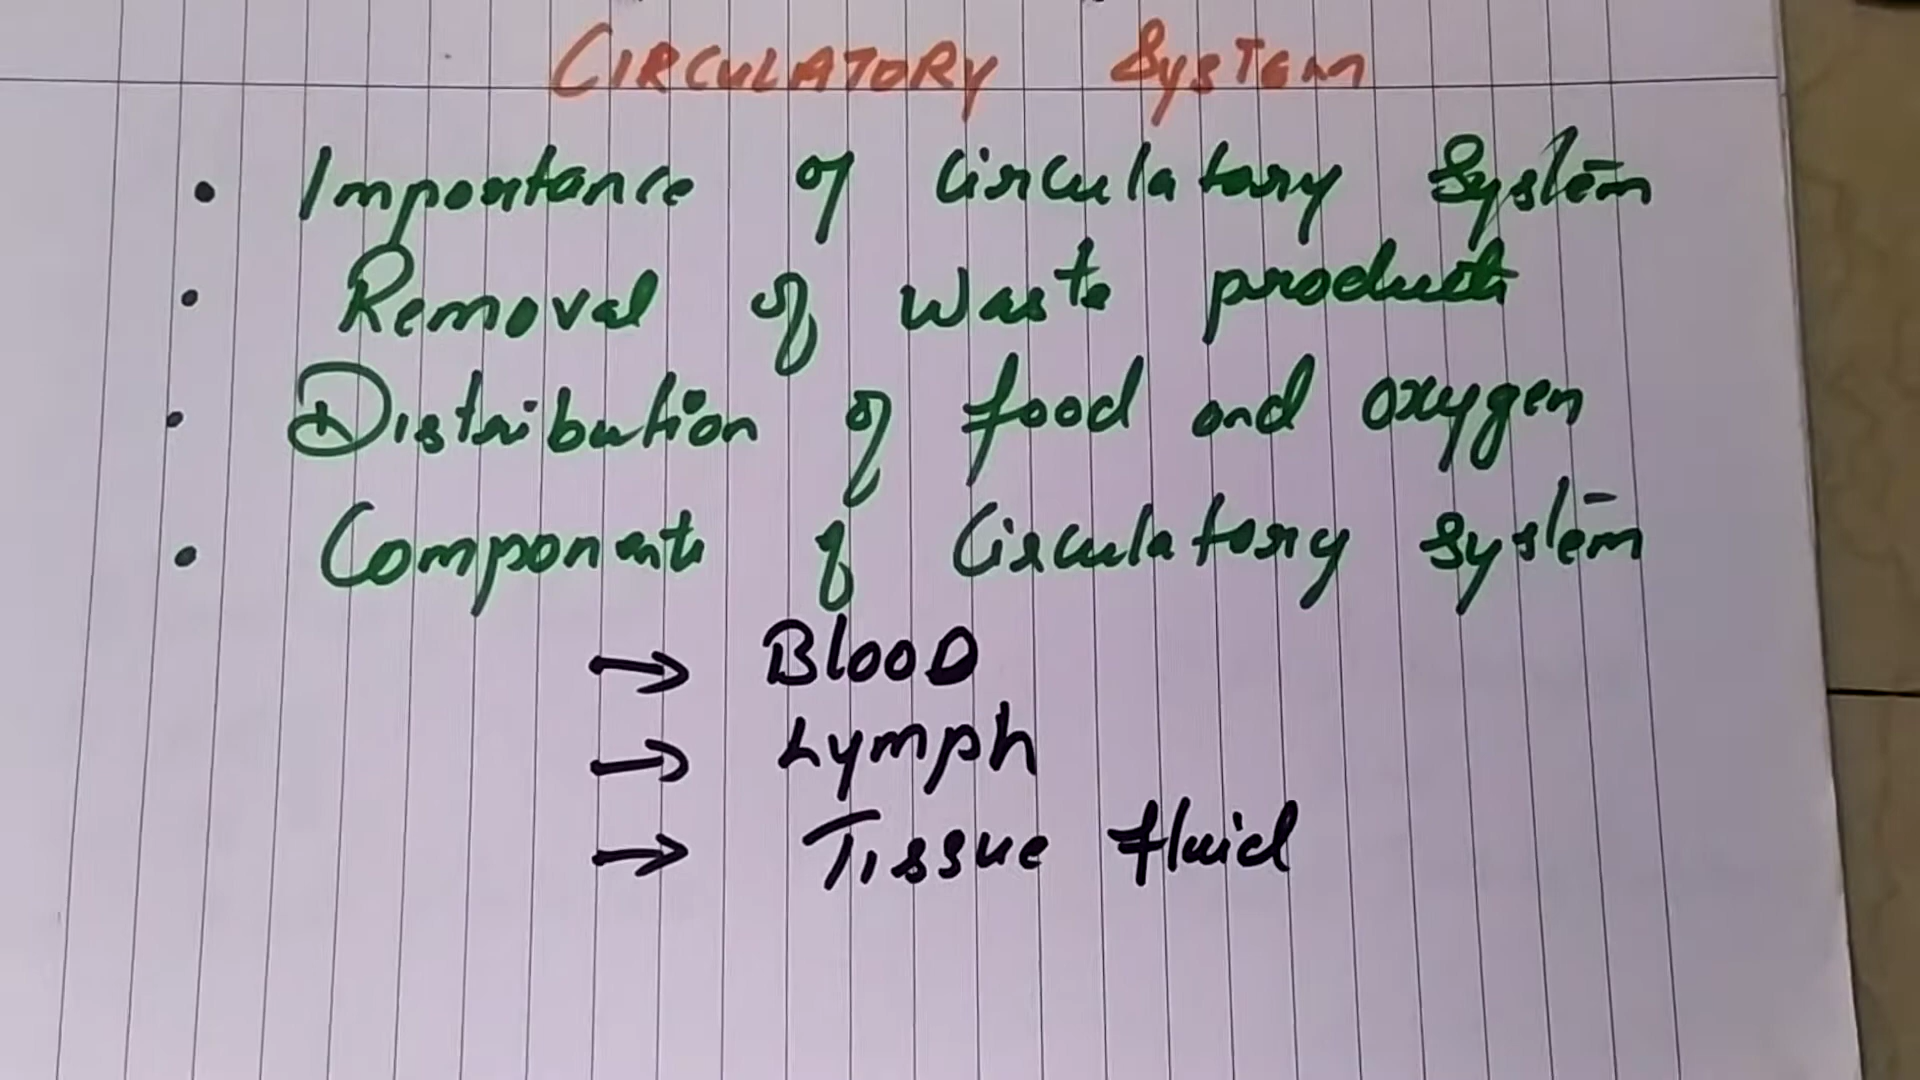 CIRCULATORY SYSTEM
• Importance of circulatory system
• Removal of waste products
• Distribution of food and oxygen
• Components of Circulatory system
→ Blood
→ Lymph
→ Tissue fluid